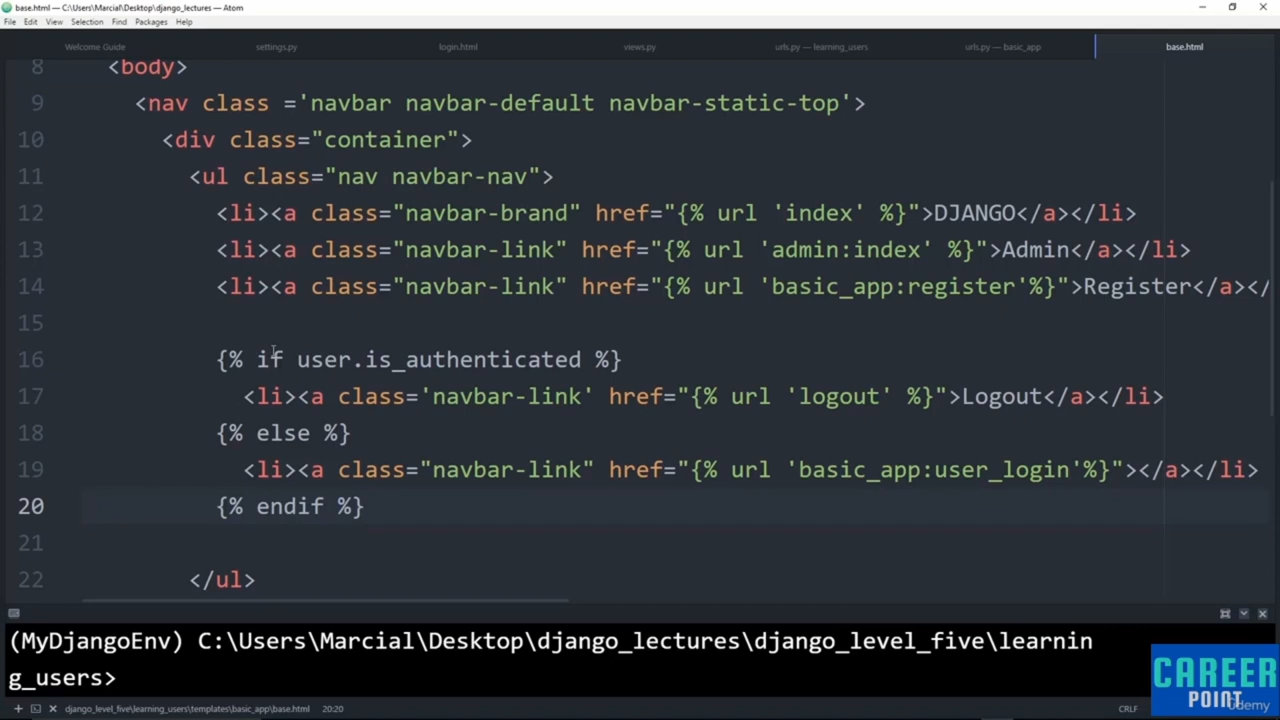 base.html — C:\Users\Marcial\Desktop\django_lectures — Atom
File Edit View Selection Find Packages Help
Welcome Guide settings.py login.html views.py urls.py — learning_users urls.py — basic_app base.html
8 <body>
9 <nav class ='navbar navbar-default navbar-static-top'>
10 <div class="container">
11 <ul class="nav navbar-nav">
12 <li><a class="navbar-brand" href="{% url 'index' %}">DJANGO</a></li>
13 <li><a class="navbar-link" href="{% url 'admin:index' %}">Admin</a></li>
14 <li><a class="navbar-link" href="{% url 'basic_app:register'%}">Register</a></
15
16 {% if user.is_authenticated %}
17 <li><a class='navbar-link' href="{% url 'logout' %}">Logout</a></li>
18 {% else %}
19 <li><a class="navbar-link" href="{% url 'basic_app:user_login'%}"></a></li>
20 {% endif %}
21
22 </ul>
(MyDjangoEnv) C:\Users\Marcial\Desktop\django_lectures\django_level_five\learnin
g_users>
CAREER
POINT
Udemy
django_level_five\learning_users\templates\basic_app\base.html 20:20 CRLF